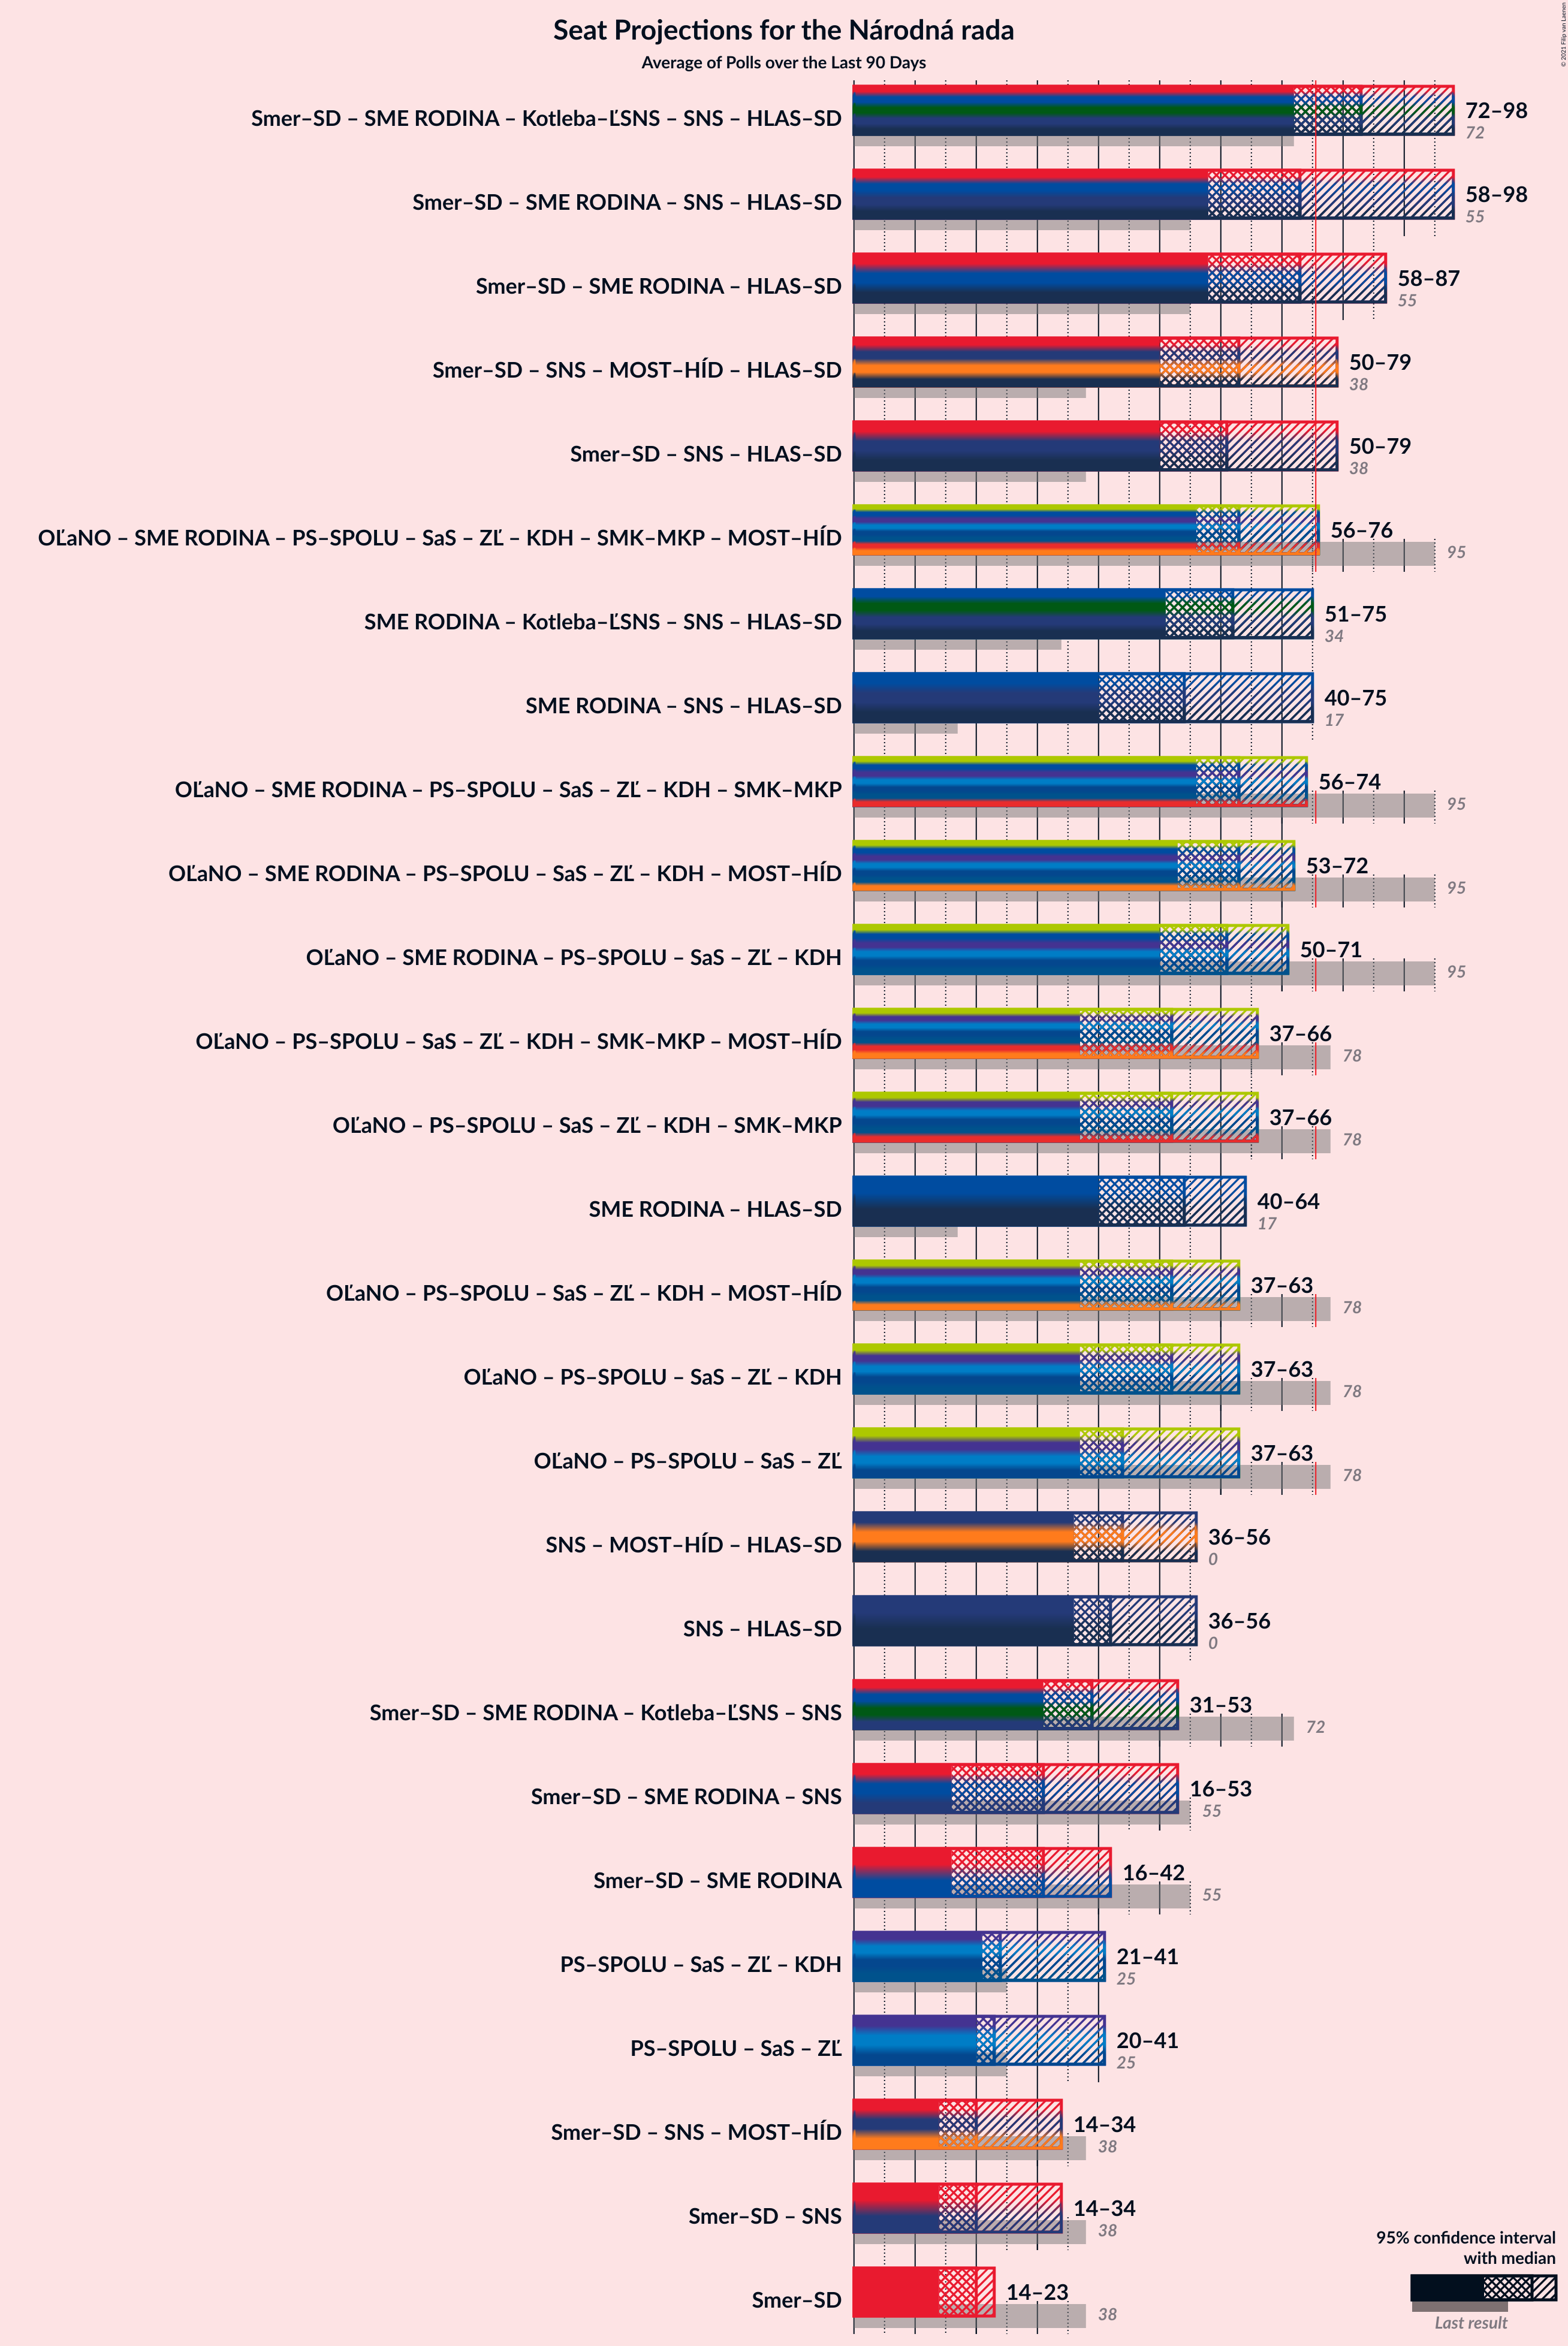 Seat Projections for the Národná rada
Average of Polls over the Last 90 Days
© 2021 Filip van Laenen
Smer–SD – SME RODINA – Kotleba–ĽSNS – SNS – HLAS–SD
72–98
72
Smer–SD – SME RODINA – SNS – HLAS–SD
58–98
55
Smer–SD – SME RODINA – HLAS–SD
58–87
55
Smer–SD – SNS – MOST–HÍD – HLAS–SD
50–79
38
Smer–SD – SNS – HLAS–SD
50–79
38
OĽaNO – SME RODINA – PS–SPOLU – SaS – ZĽ – KDH – SMK–MKP – MOST–HÍD
56–76
95
SME RODINA – Kotleba–ĽSNS – SNS – HLAS–SD
51–75
34
SME RODINA – SNS – HLAS–SD
40–75
17
OĽaNO – SME RODINA – PS–SPOLU – SaS – ZĽ – KDH – SMK–MKP
56–74
95
OĽaNO – SME RODINA – PS–SPOLU – SaS – ZĽ – KDH – MOST–HÍD
53–72
95
OĽaNO – SME RODINA – PS–SPOLU – SaS – ZĽ – KDH
50–71
95
OĽaNO – PS–SPOLU – SaS – ZĽ – KDH – SMK–MKP – MOST–HÍD
37–66
78
OĽaNO – PS–SPOLU – SaS – ZĽ – KDH – SMK–MKP
37–66
78
SME RODINA – HLAS–SD
40–64
17
OĽaNO – PS–SPOLU – SaS – ZĽ – KDH – MOST–HÍD
37–63
78
OĽaNO – PS–SPOLU – SaS – ZĽ – KDH
37–63
78
OĽaNO – PS–SPOLU – SaS – ZĽ
37–63
78
SNS – MOST–HÍD – HLAS–SD
36–56
0
SNS – HLAS–SD
36–56
0
Smer–SD – SME RODINA – Kotleba–ĽSNS – SNS
31–53
72
Smer–SD – SME RODINA – SNS
16–53
55
Smer–SD – SME RODINA
16–42
55
PS–SPOLU – SaS – ZĽ – KDH
21–41
25
PS–SPOLU – SaS – ZĽ
20–41
25
Smer–SD – SNS – MOST–HÍD
14–34
38
Smer–SD – SNS
14–34
38
Smer–SD
14–23
38
95% confidence interval
with median
Last result